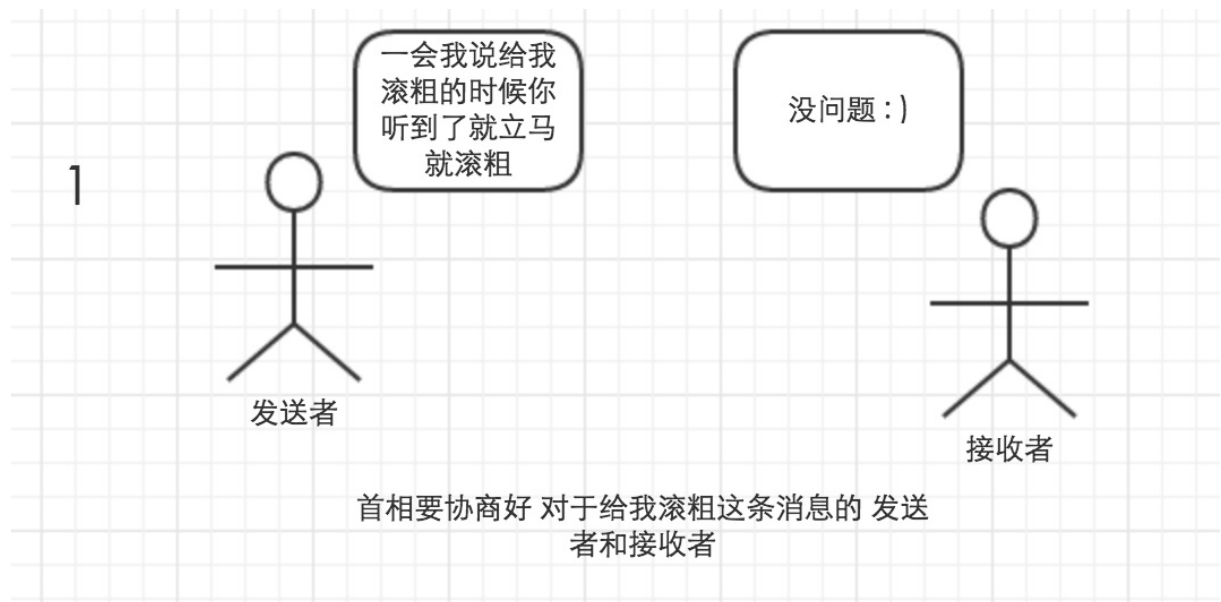 一会我说给我
滚粗的时候你
听到了就立马
就滚粗
没问题 : )
1
发送者
接收者
首相要协商好 对于给我滚粗这条消息的 发送
者和接收者